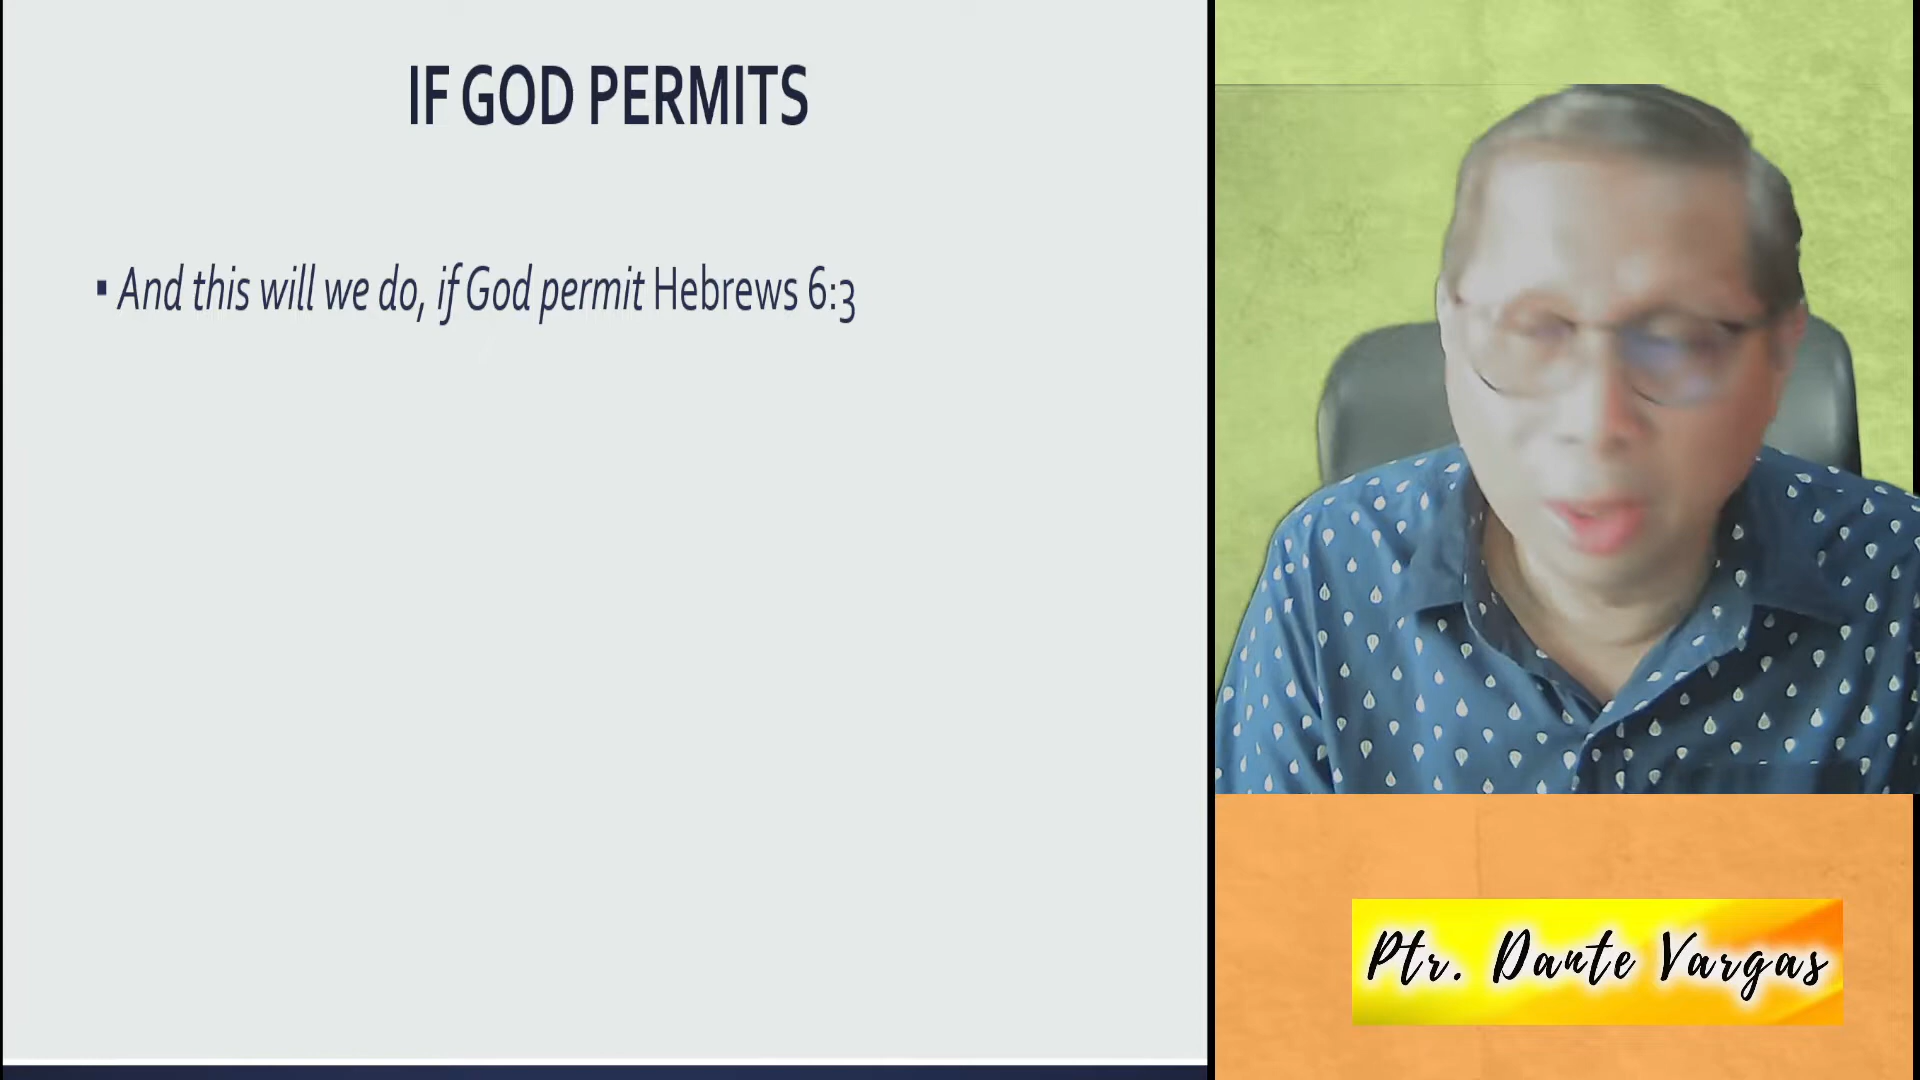 IF GOD PERMITS
▪ And this will we do, if God permit Hebrews 6:3
Ptr. Dante Vargas